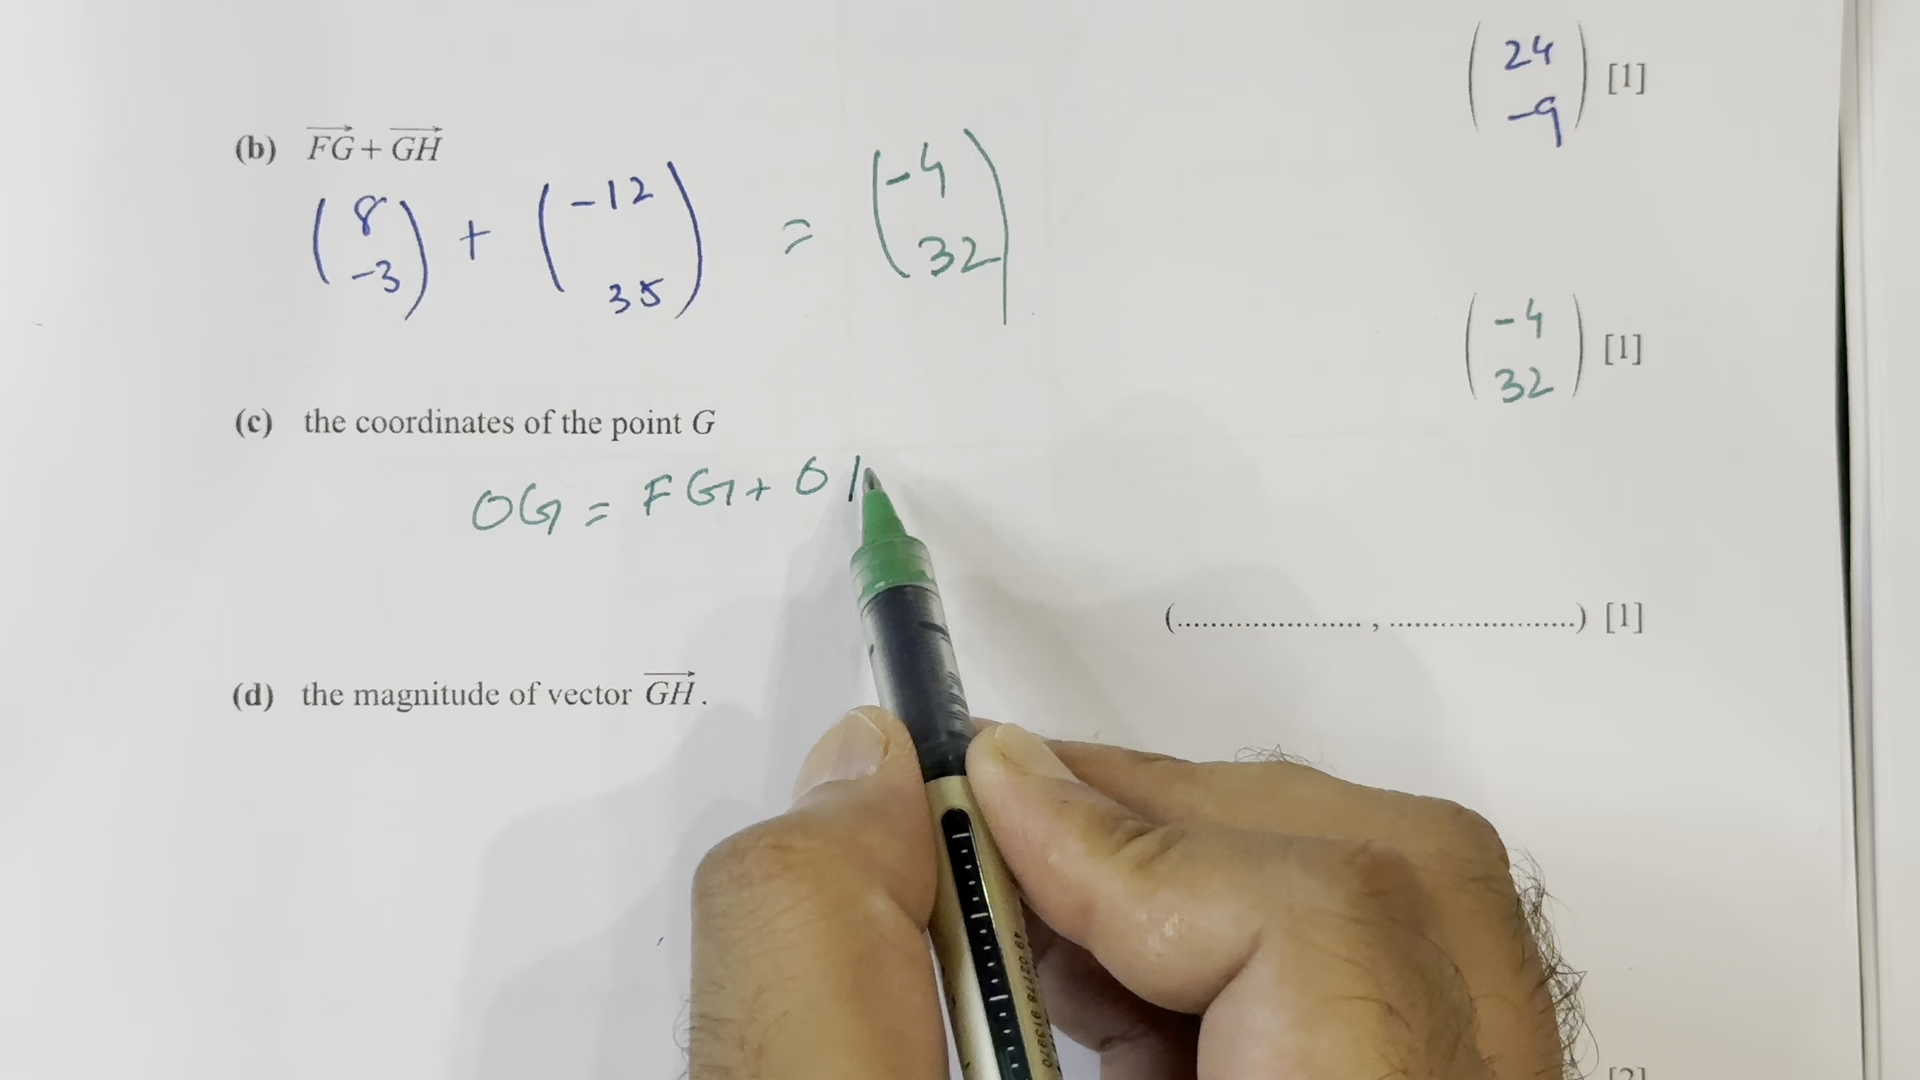 ( 24 -9 ) [1]
(b) FG + GH
( 8 -3 ) + ( -12 35 ) = ( -4 32 )
( -4 32 ) [1]
(c) the coordinates of the point G
OG = FG + O
(...................... , ......................) [1]
(d) the magnitude of vector GH.
[2]